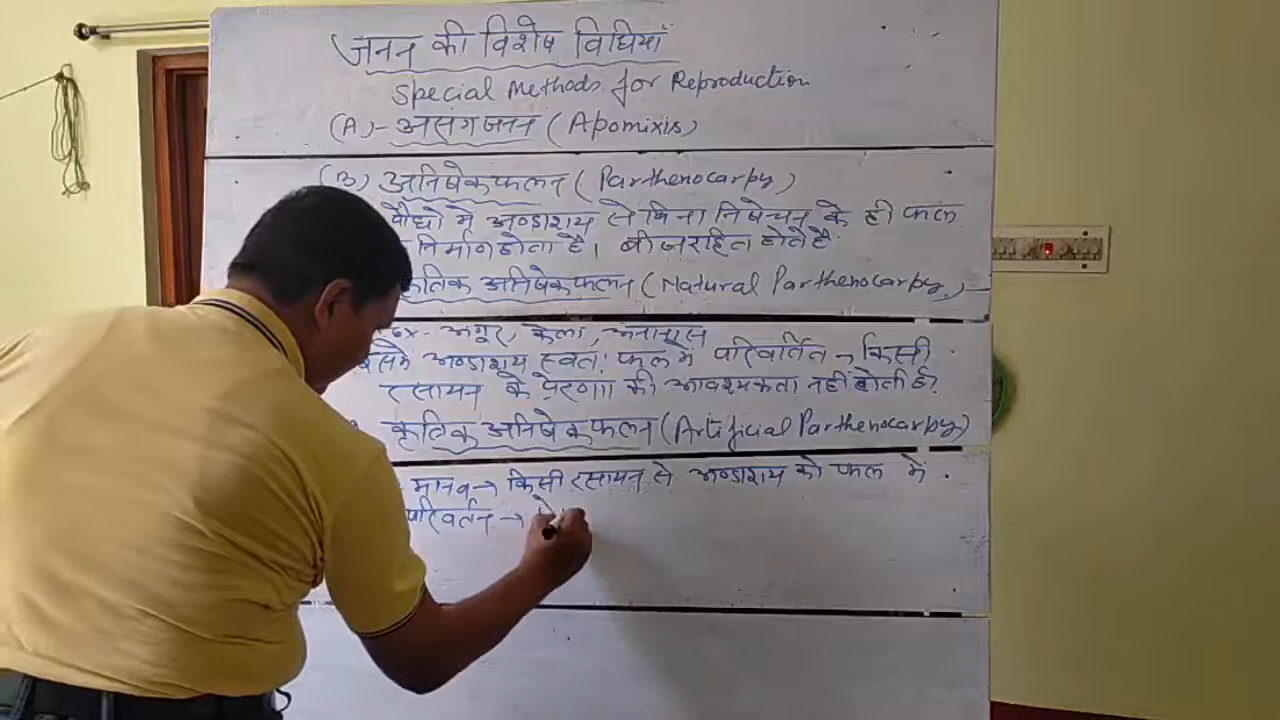 जनन की विशेष विधियाँ
Special Methods for Reproduction
(A)- असंगजनन (Apomixis)
(B) अनिषेकफलन (Parthenocarpy)
पौधों में अण्डाशय से बिना निषेचन के ही फल
निर्माण होता है। बीज रहित होते है
कृतिक अनिषेकफलन (Natural Parthenocarpy)
Ex- अंगूर, केला, अनानास
इसमें अण्डाशय स्वतः फल में परिवर्तित → किसी
रसायन के प्रेरणा की आवश्यकता नहीं होती है?
कृत्रिक अनिषेकफलन (Artificial Parthenocarpy)
मानव → किसी रसायन से अण्डाशय को फल में
परिवर्तन →